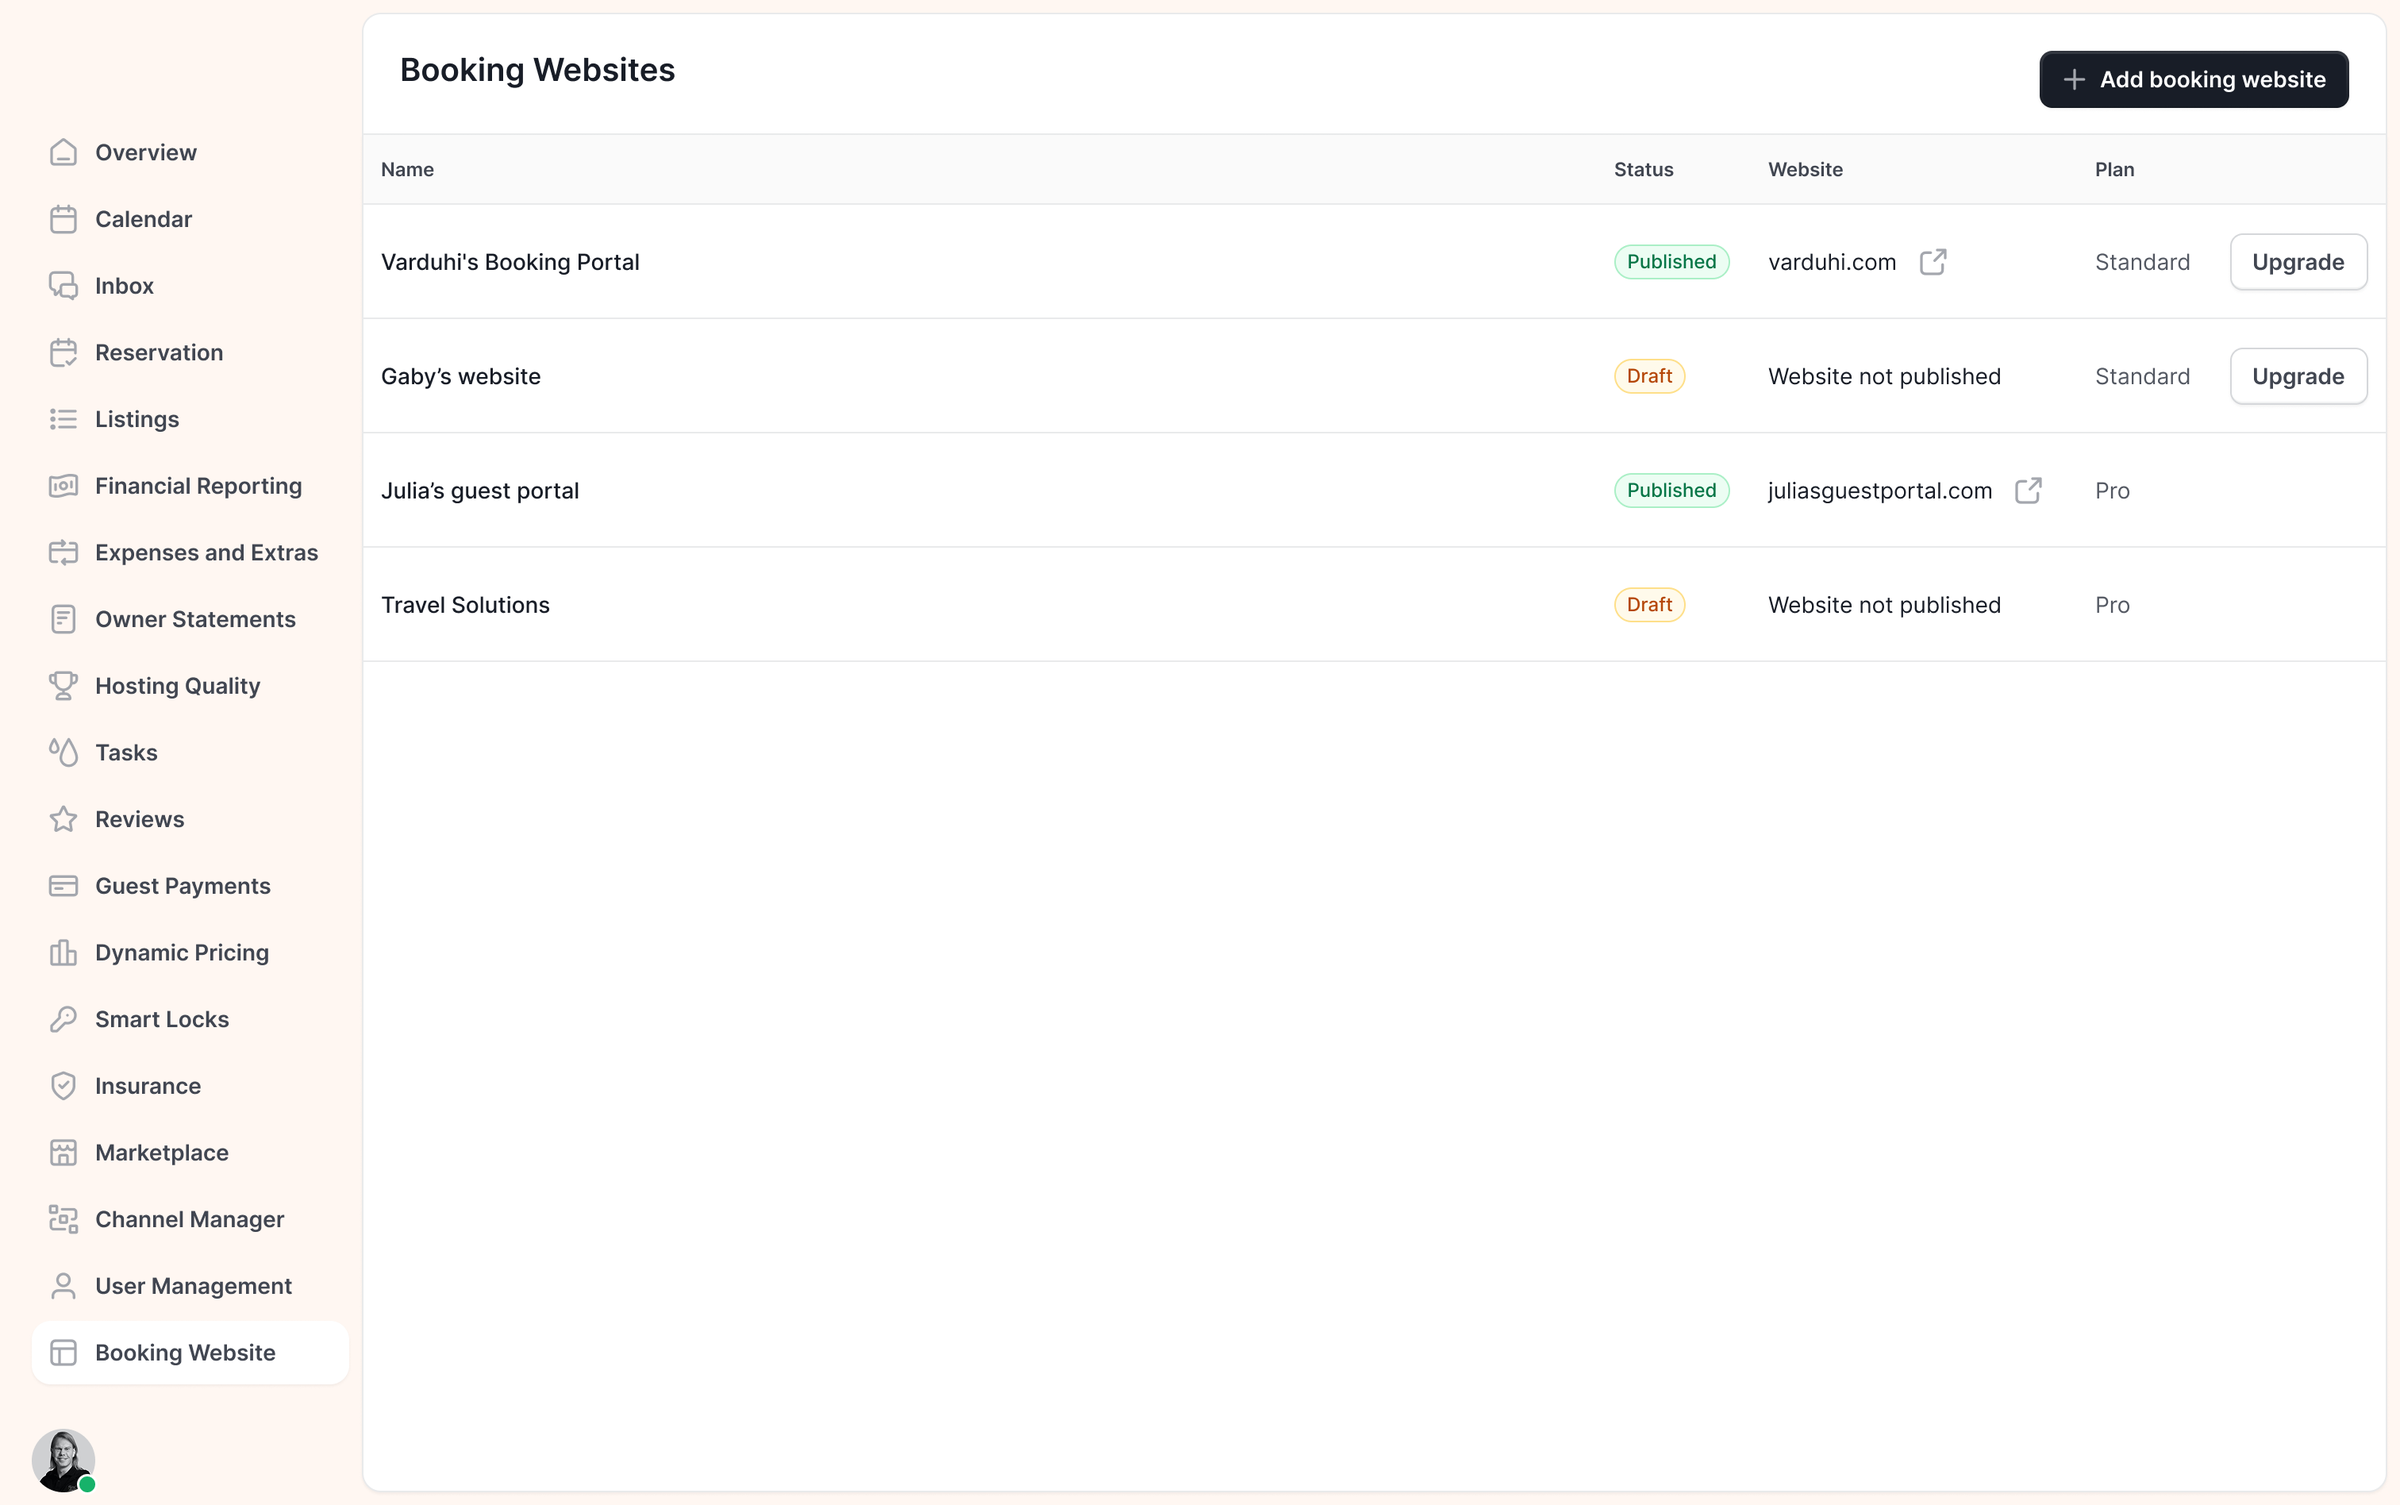 Overview
Calendar
Inbox
Reservation
Listings
Financial Reporting
Expenses and Extras
Owner Statements
Hosting Quality
Tasks
Reviews
Guest Payments
Dynamic Pricing
Smart Locks
Insurance
Marketplace
Channel Manager
User Management
Booking Website
Booking Websites
Add booking website
Name Status Website Plan
Varduhi's Booking Portal Published varduhi.com Standard Upgrade
Gaby’s website Draft Website not published Standard Upgrade
Julia’s guest portal Published juliasguestportal.com Pro
Travel Solutions Draft Website not published Pro